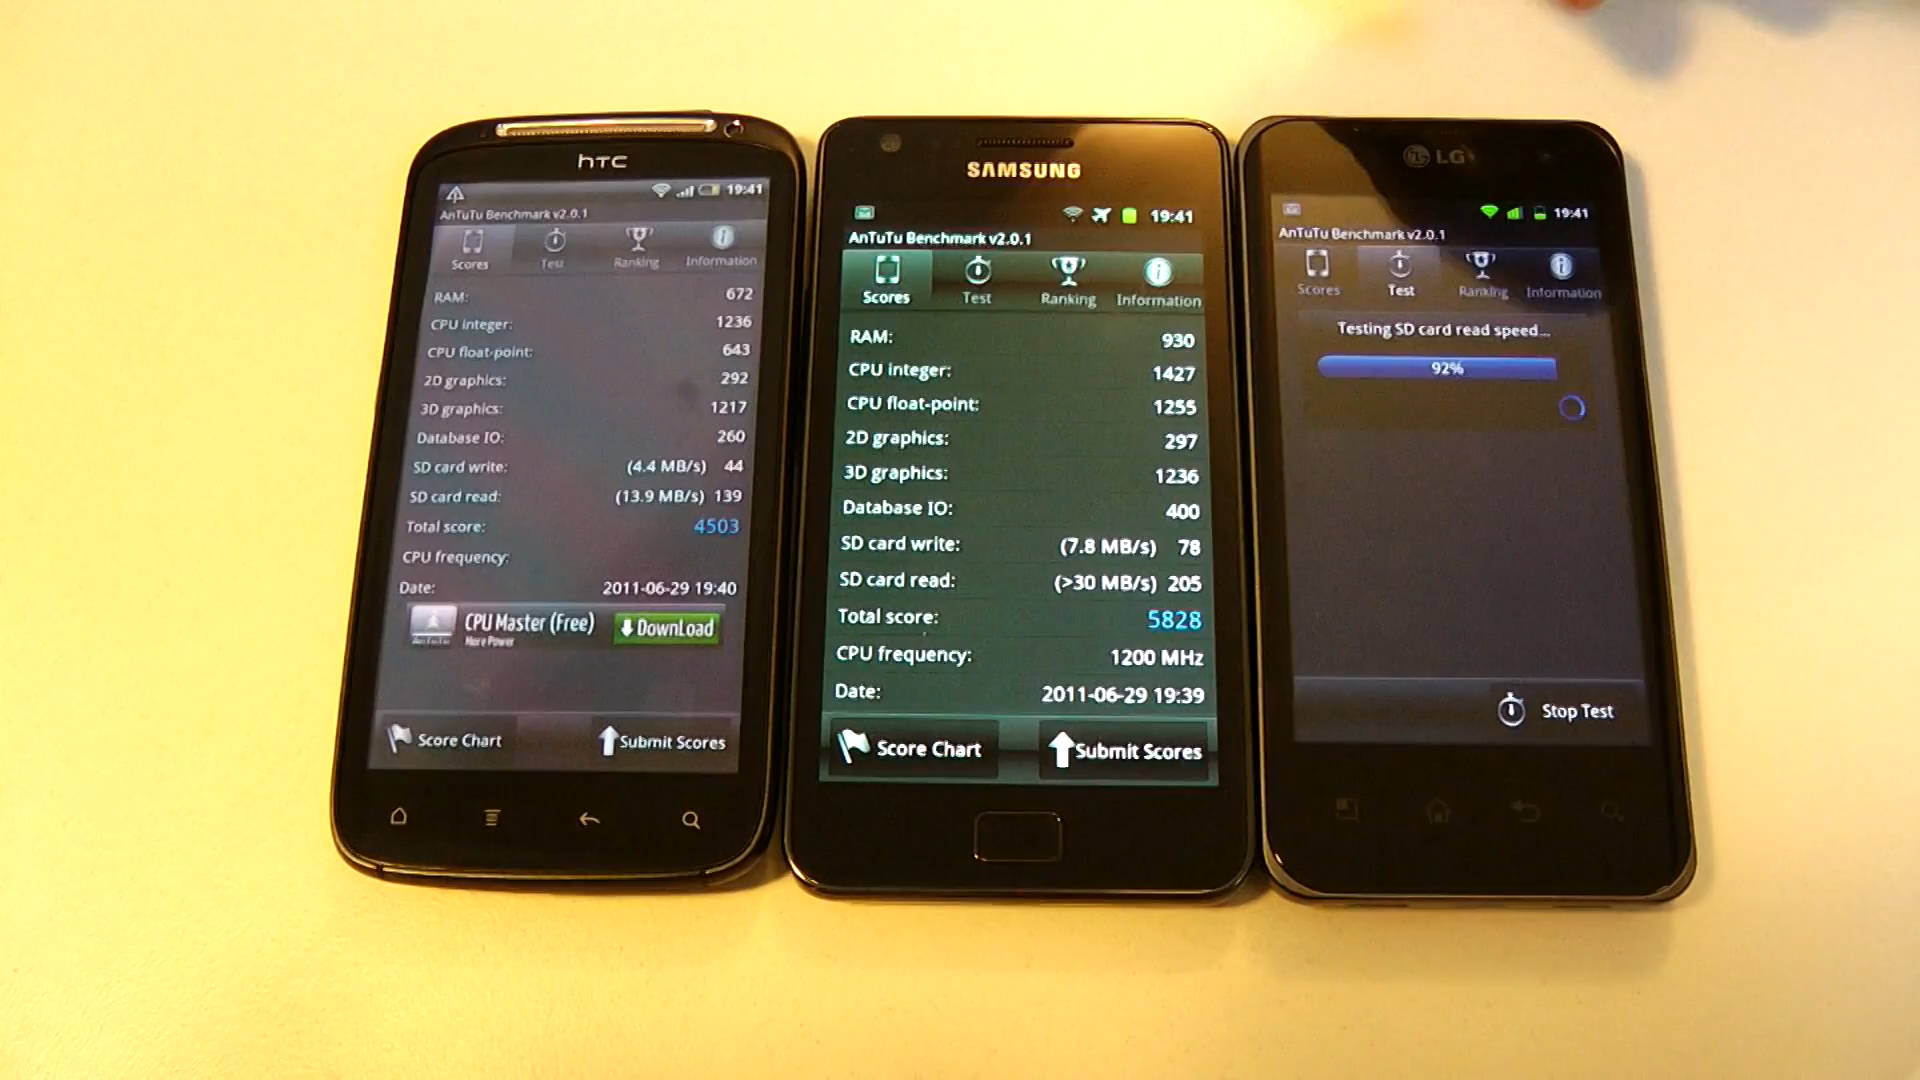 hTC
19:41
AnTuTu Benchmark v2.0.1
Scores Test Ranking Information
RAM: 672
CPU integer: 1236
CPU float-point: 643
2D graphics: 292
3D graphics: 1217
Database IO: 260
SD card write: (4.4 MB/s) 44
SD card read: (13.9 MB/s) 139
Total score: 4503
CPU frequency:
Date: 2011-06-29 19:40
CPU Master (Free) DownLoad
AnTuTu More Power
Score Chart Submit Scores
SAMSUNG
19:41
AnTuTu Benchmark v2.0.1
Scores Test Ranking Information
RAM: 930
CPU integer: 1427
CPU float-point: 1255
2D graphics: 297
3D graphics: 1236
Database IO: 400
SD card write: (7.8 MB/s) 78
SD card read: (>30 MB/s) 205
Total score: 5828
CPU frequency: 1200 MHz
Date: 2011-06-29 19:39
Score Chart Submit Scores
LG
19:41
AnTuTu Benchmark v2.0.1
Scores Test Ranking Information
Testing SD card read speed...
92%
Stop Test